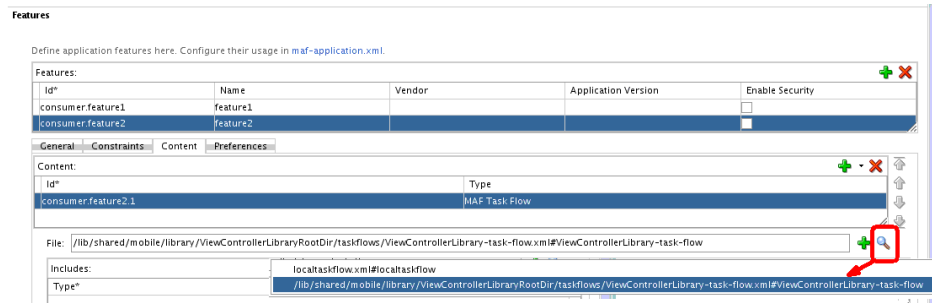 Features
Define application features here. Configure their usage in maf-application.xml.
Features:
Id* Name Vendor Application Version Enable Security
consumer.feature1 feature1
consumer.feature2 feature2
General Constraints Content Preferences
Content:
Id* Type
consumer.feature2.1 MAF Task Flow
File: /lib/shared/mobile/library/ViewControllerLibraryRootDir/taskflows/ViewControllerLibrary-task-flow.xml#ViewControllerLibrary-task-flow
Includes:
Type*
localtaskflow.xml#localtaskflow
/lib/shared/mobile/library/ViewControllerLibraryRootDir/taskflows/ViewControllerLibrary-task-flow.xml#ViewControllerLibrary-task-flow